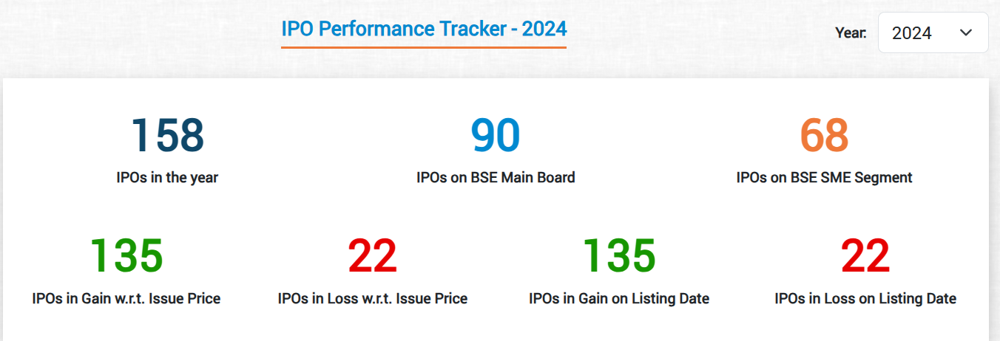 IPO Performance Tracker - 2024
Year: 2024
158 90 68
IPOs in the year IPOs on BSE Main Board IPOs on BSE SME Segment
135 22 135 22
IPOs in Gain w.r.t. Issue Price IPOs in Loss w.r.t. Issue Price IPOs in Gain on Listing Date IPOs in Loss on Listing Date